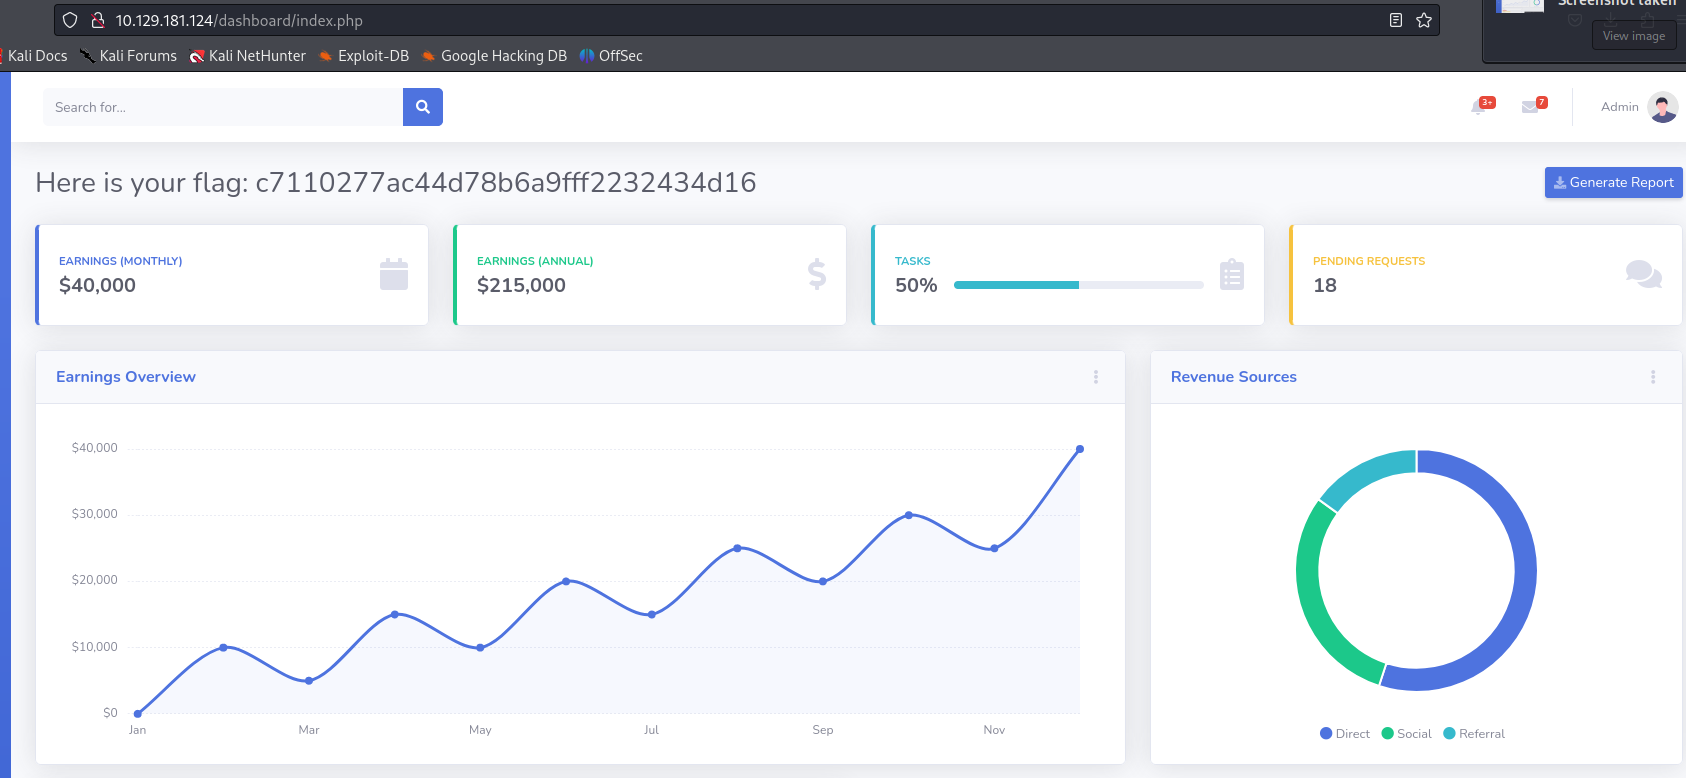 Screenshot taken
10.129.181.124/dashboard/index.php
View image
Kali Docs Kali Forums Kali NetHunter Exploit-DB Google Hacking DB OffSec
Search for...
3+ 7 Admin
Here is your flag: c7110277ac44d78b6a9fff2232434d16
Generate Report
EARNINGS (MONTHLY)
$40,000
EARNINGS (ANNUAL)
$215,000
TASKS
50%
PENDING REQUESTS
18
Earnings Overview
$40,000
$30,000
$20,000
$10,000
$0
Jan Mar May Jul Sep Nov
Revenue Sources
Direct Social Referral